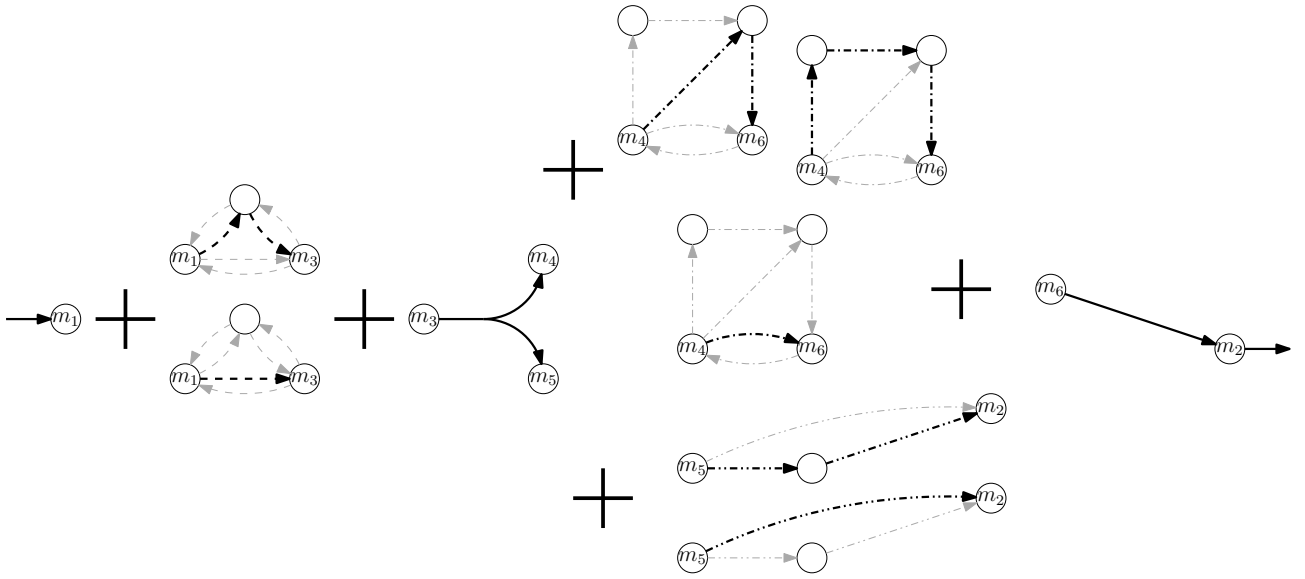 m₄ m₆
m₄ m₆
m₁ m₃
m₄
m₁
m₃
m₅
m₁ m₃
m₄ m₆
m₆
m₂
m₅ m₂
m₅ m₂